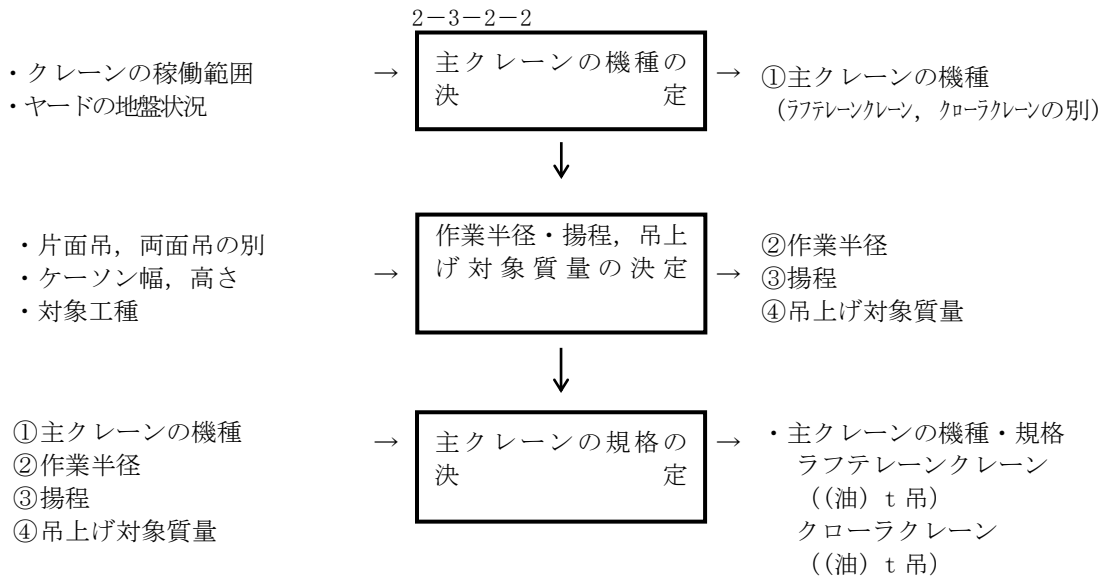 2－3－2－2
・クレーンの稼働範囲
・ヤードの地盤状況
→
主クレーンの機種の
決定
→
①主クレーンの機種
（ﾗﾌﾃﾚｰﾝｸﾚｰﾝ，ｸﾛｰﾗｸﾚｰﾝの別）
↓
・片面吊，両面吊の別
・ケーソン幅，高さ
・対象工種
→
作業半径・揚程，吊上
げ対象質量の決定
→
②作業半径
③揚程
④吊上げ対象質量
↓
①主クレーンの機種
②作業半径
③揚程
④吊上げ対象質量
→
主クレーンの規格の
決定
→
・主クレーンの機種・規格
ラフテレーンクレーン
（（油）ｔ吊）
クローラクレーン
（（油）ｔ吊）